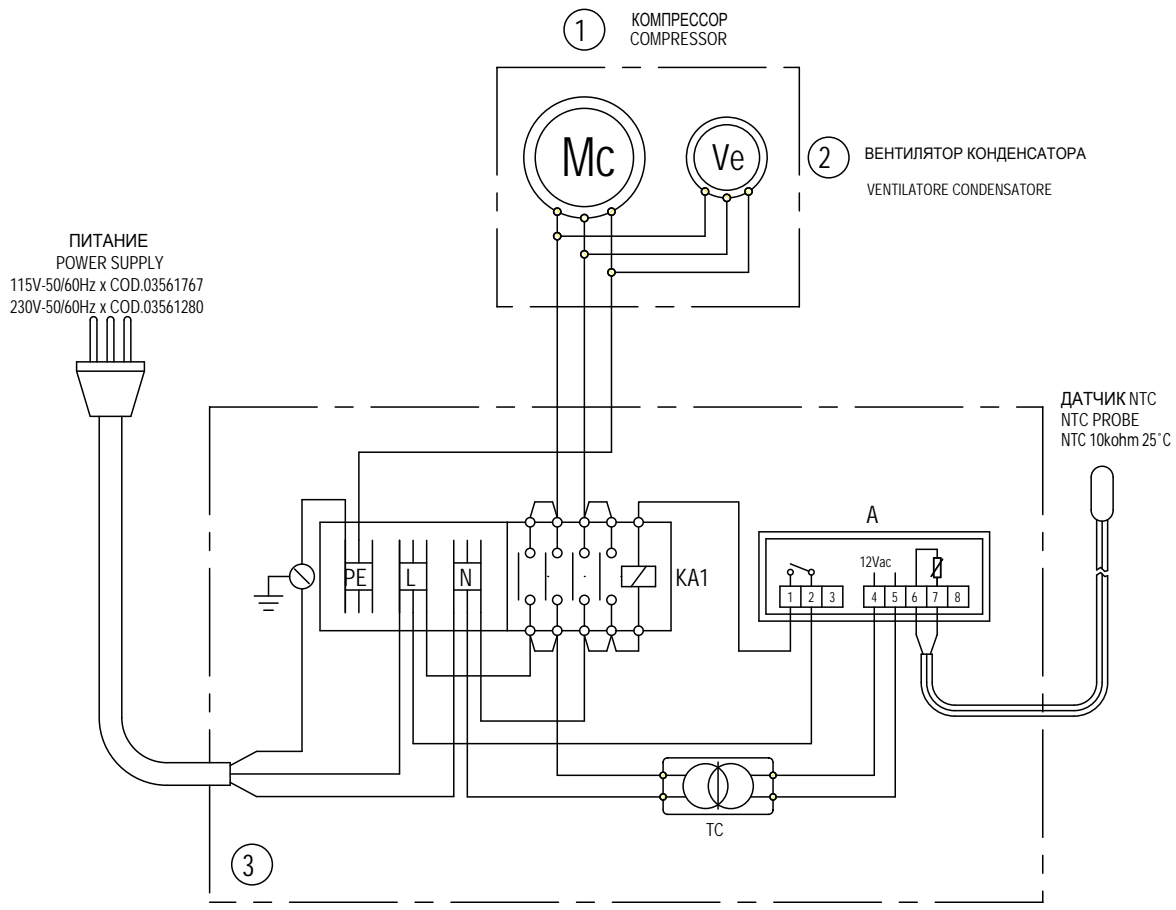 1
КОМПРЕССОР
COMPRESSOR
Mc
Ve
2
ВЕНТИЛЯТОР КОНДЕНСАТОРА
VENTILATORE CONDENSATORE
ПИТАНИЕ
POWER SUPPLY
115V-50/60Hz x COD.03561767
230V-50/60Hz x COD.03561280
ДАТЧИК NTC
NTC PROBE
NTC 10kohm 25°C
A
12Vac
PE
L
N
KA1
1 2 3
4 5 6 7 8
TC
3